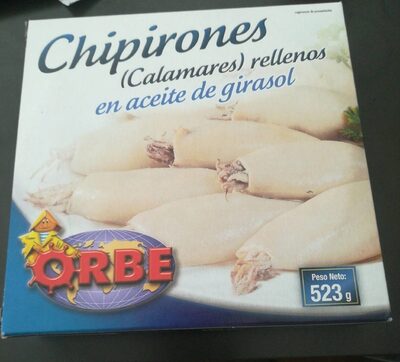 Chipirones
(Calamares) rellenos
en aceite de girasol
ORBE
Peso Neto:
523 g